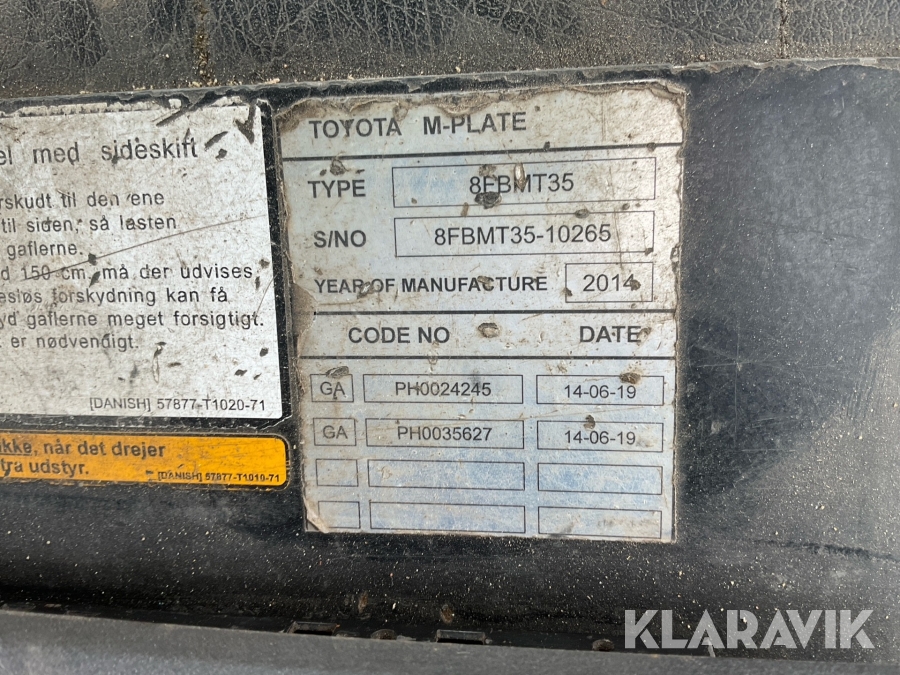 el med sideskift
rskudt til den ene
til siden, så lasten
gaflerne.
d 150 cm, må der udvises
esløs forskydning kan få
yd gaflerne meget forsigtigt.
er nødvendigt.
[DANISH] 57877-T1020-71
ikke, når det drejer
fra udstyr.
[DANISH] 57877-T1010-71
TOYOTA M-PLATE
TYPE 8FBMT35
S/NO 8FBMT35-10265
YEAR OF MANUFACTURE 2014
CODE NO DATE
GA PH0024245 14-06-19
GA PH0035627 14-06-19
KLARAVIK